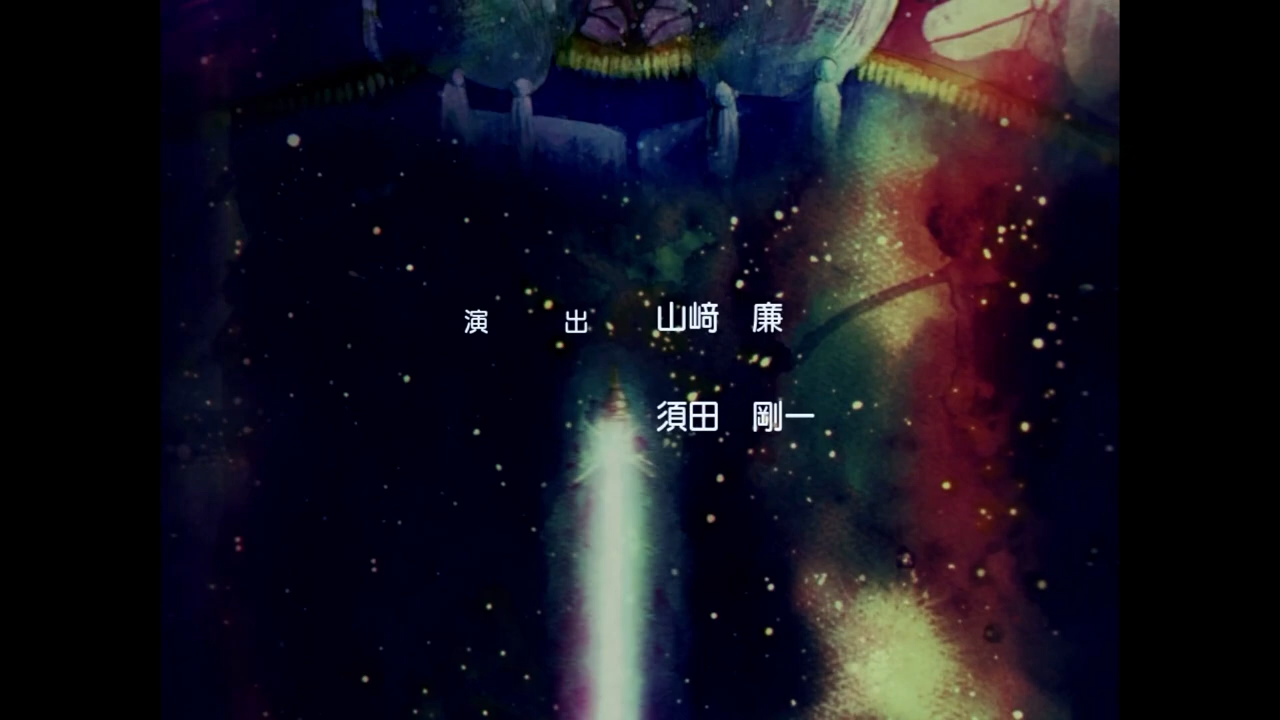 演　出　山﨑　廉
須田　剛一